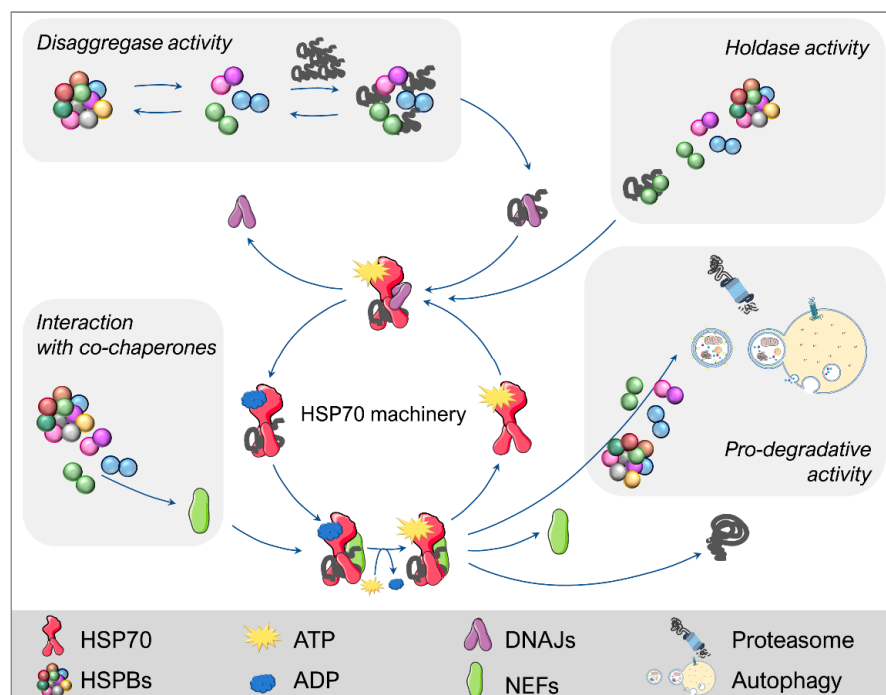 Disaggregase activity
Holdase activity
Interaction
with co-chaperones
HSP70 machinery
Pro-degradative
activity
HSP70
ATP
DNAJs
Proteasome
HSPBs
ADP
NEFs
Autophagy